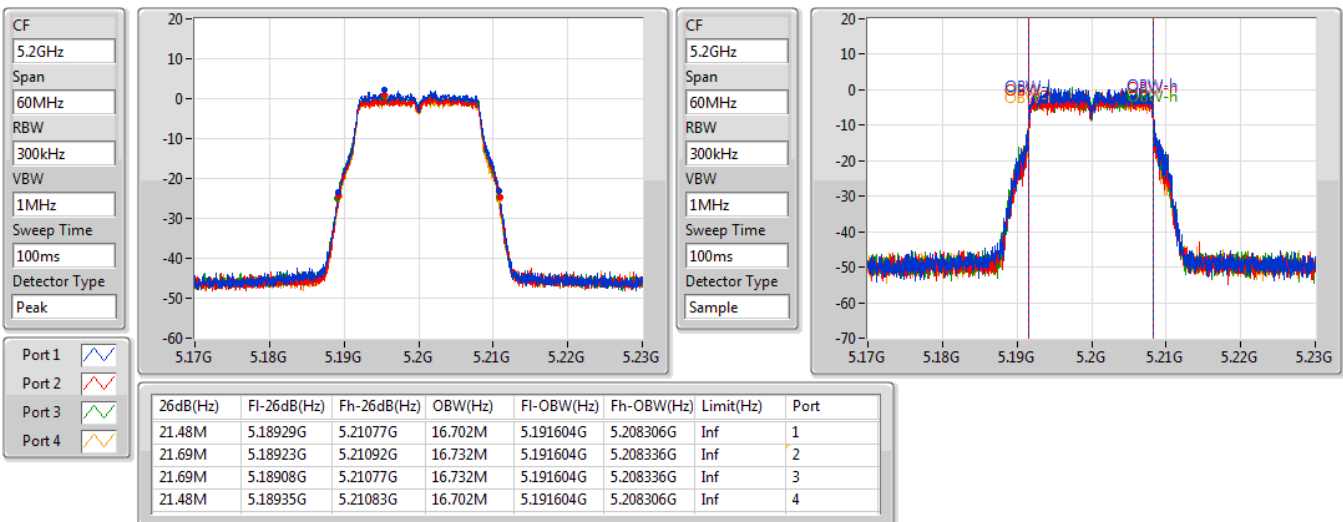 CF
5.2GHz
Span
60MHz
RBW
300kHz
VBW
1MHz
Sweep Time
100ms
Detector Type
Peak
20
10
0
-10
-20
-30
-40
-50
-60
5.17G 5.18G 5.19G 5.2G 5.21G 5.22G 5.23G
CF
5.2GHz
Span
60MHz
RBW
300kHz
VBW
1MHz
Sweep Time
100ms
Detector Type
Sample
20
10
0
-10
-20
-30
-40
-50
-60
-70
OBW-h
OBW-h
5.17G 5.18G 5.19G 5.2G 5.21G 5.22G 5.23G
Port 1
Port 2
Port 3
Port 4
26dB(Hz) Fl-26dB(Hz) Fh-26dB(Hz) OBW(Hz) Fl-OBW(Hz) Fh-OBW(Hz) Limit(Hz) Port
21.48M 5.18929G 5.21077G 16.702M 5.191604G 5.208306G Inf 1
21.69M 5.18923G 5.21092G 16.732M 5.191604G 5.208336G Inf 2
21.69M 5.18908G 5.21077G 16.732M 5.191604G 5.208336G Inf 3
21.48M 5.18935G 5.21083G 16.702M 5.191604G 5.208306G Inf 4